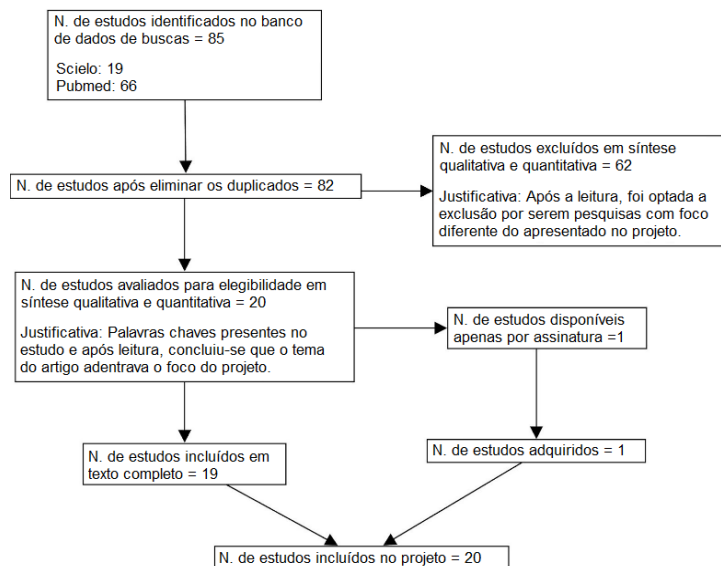 N. de estudos identificados no banco
de dados de buscas = 85
Scielo: 19
Pubmed: 66
N. de estudos excluídos em síntese
qualitativa e quantitativa = 62
Justificativa: Após a leitura, foi optada a
exclusão por serem pesquisas com foco
diferente do apresentado no projeto.
N. de estudos após eliminar os duplicados = 82
N. de estudos avaliados para elegibilidade em
síntese qualitativa e quantitativa = 20
Justificativa: Palavras chaves presentes no
estudo e após leitura, concluiu-se que o tema
do artigo adentrava o foco do projeto.
N. de estudos disponíveis
apenas por assinatura =1
N. de estudos incluídos em
texto completo = 19
N. de estudos adquiridos = 1
N. de estudos incluídos no projeto = 20